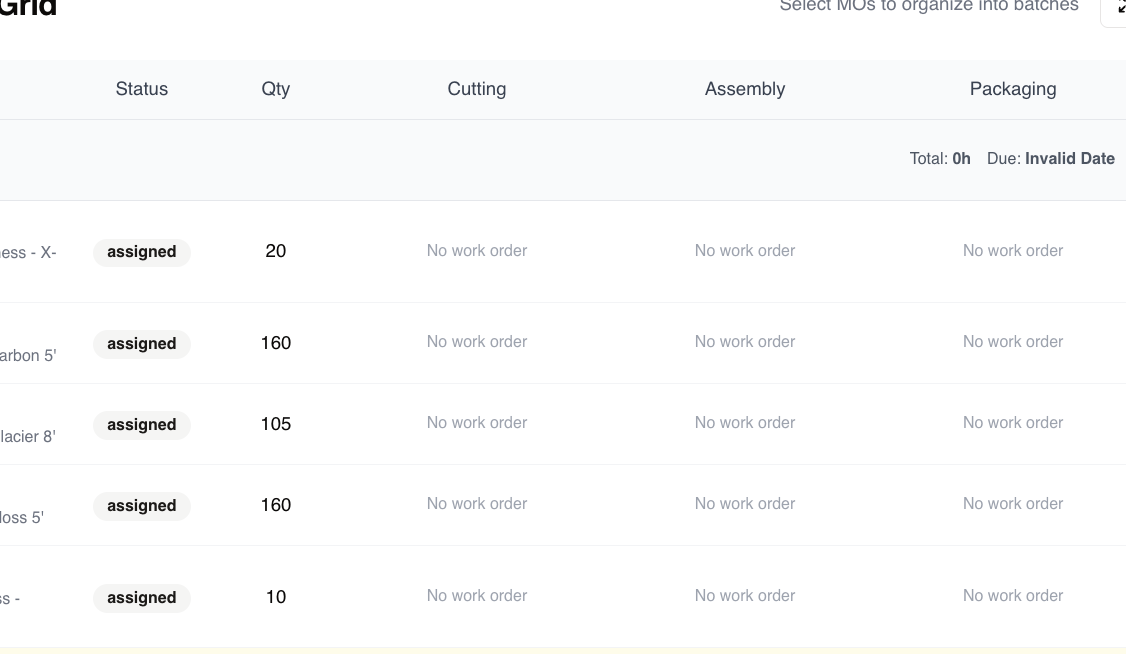 Grid
Select MOs to organize into batches
Status Qty Cutting Assembly Packaging
Total: 0h Due: Invalid Date
ess - X-
assigned 20 No work order No work order No work order
assigned 160 No work order No work order No work order
arbon 5'
assigned 105 No work order No work order No work order
lacier 8'
assigned 160 No work order No work order No work order
loss 5'
assigned 10 No work order No work order No work order
s -